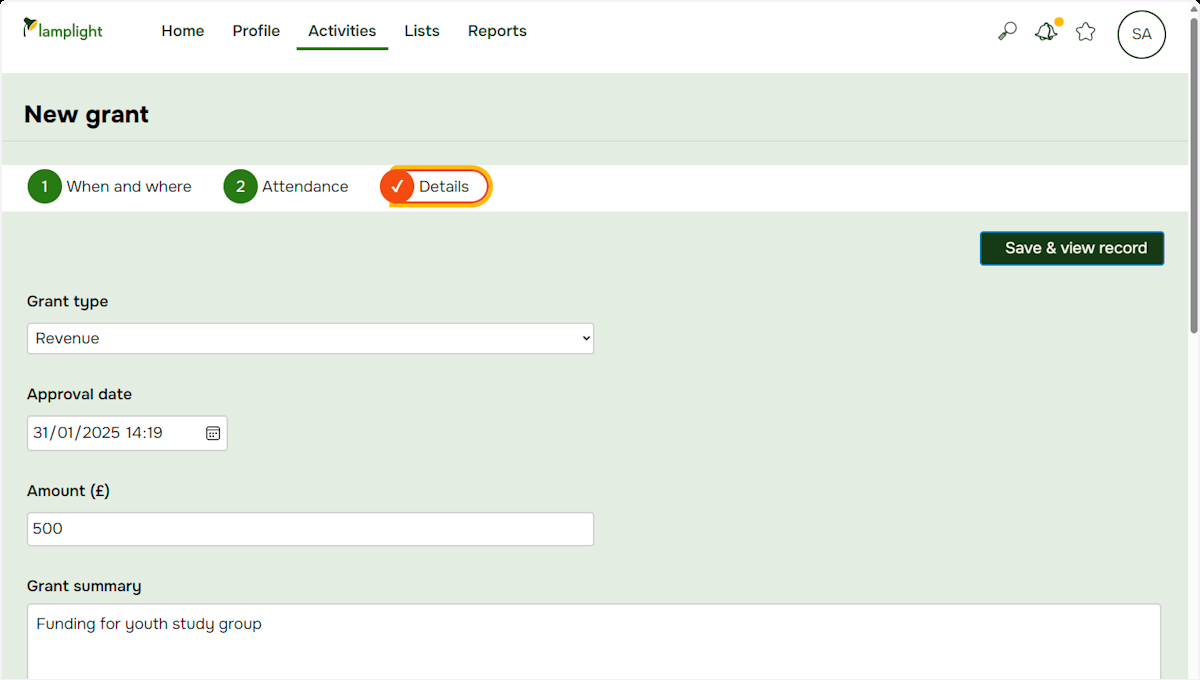 lamplight Home Profile Activities Lists Reports SA
New grant
1 When and where 2 Attendance ✓ Details
Save & view record
Grant type
Revenue
Approval date
31/01/2025 14:19
Amount (£)
500
Grant summary
Funding for youth study group